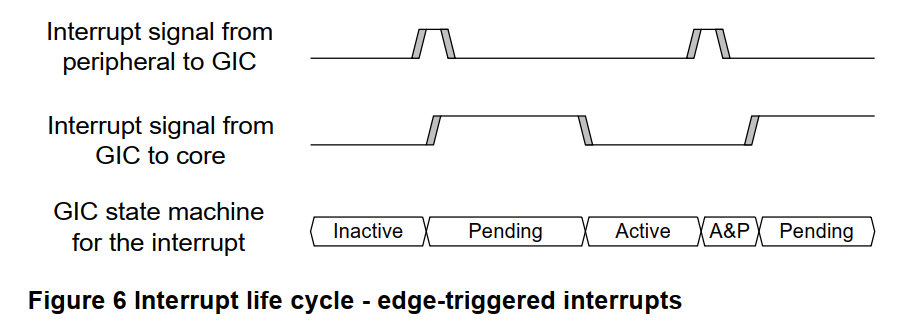 Interrupt signal from
peripheral to GIC
Interrupt signal from
GIC to core
GIC state machine
for the interrupt
Inactive Pending Active A&P Pending
Figure 6 Interrupt life cycle - edge-triggered interrupts